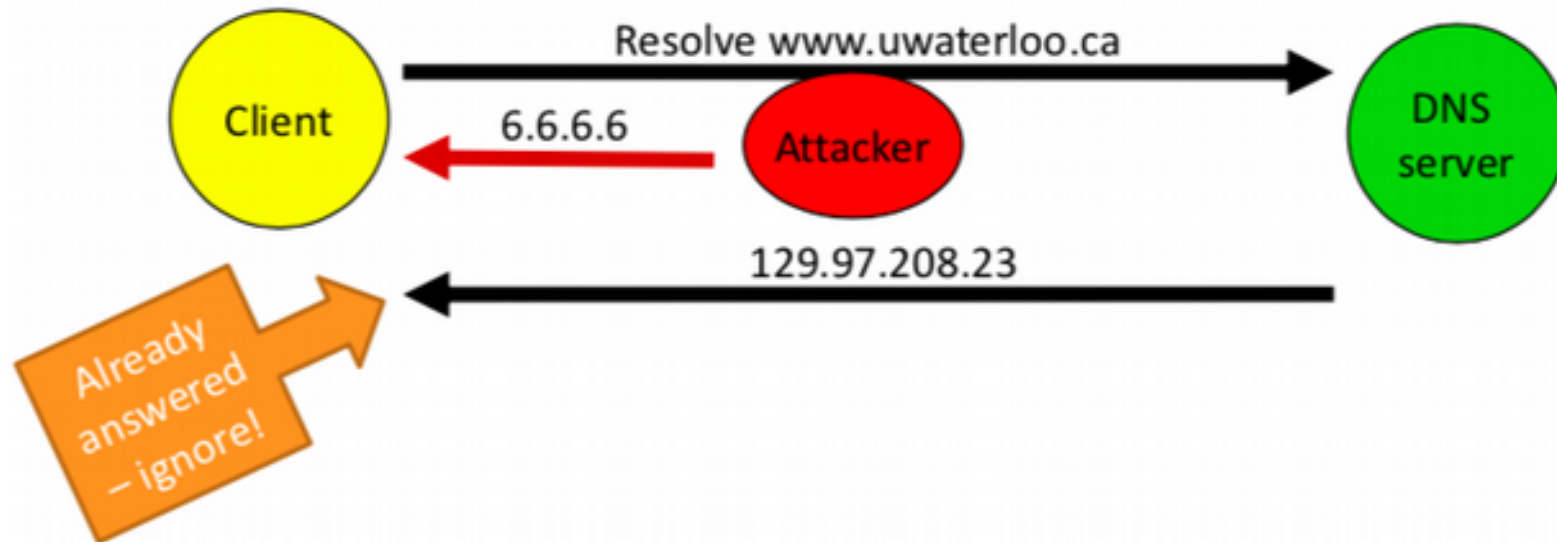 Resolve www.uwaterloo.ca
Client
6.6.6.6
Attacker
DNS
server
129.97.208.23
Already
answered
– ignore!